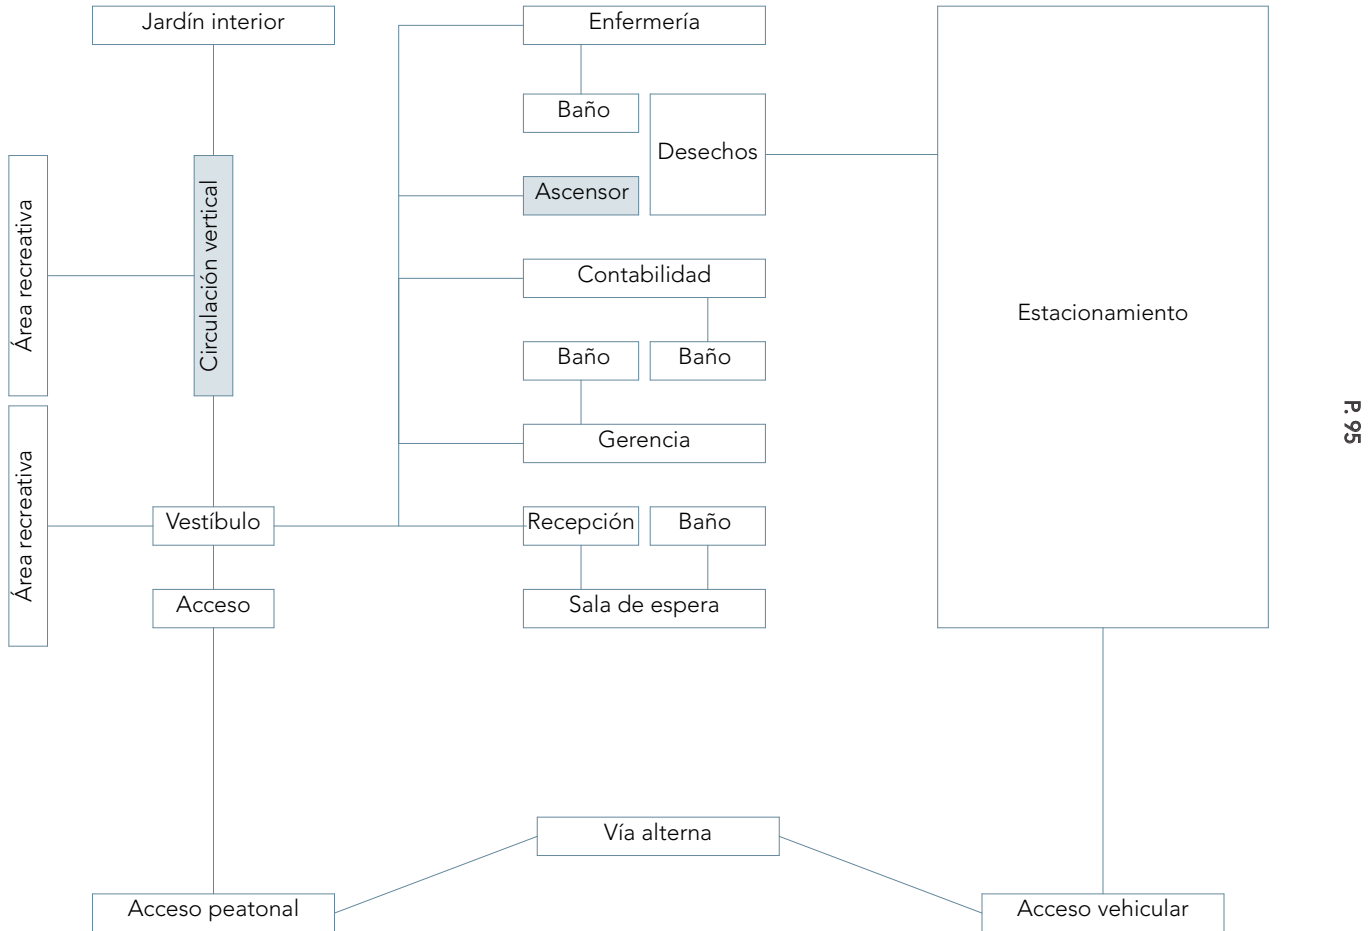 Jardín interior
Enfermería
Baño
Desechos
Ascensor
Área recreativa
Circulación vertical
Contabilidad
Estacionamiento
Baño
Baño
Gerencia
Área recreativa
Vestíbulo
Recepción
Baño
Acceso
Sala de espera
Vía alterna
Acceso peatonal
Acceso vehicular
P. 95